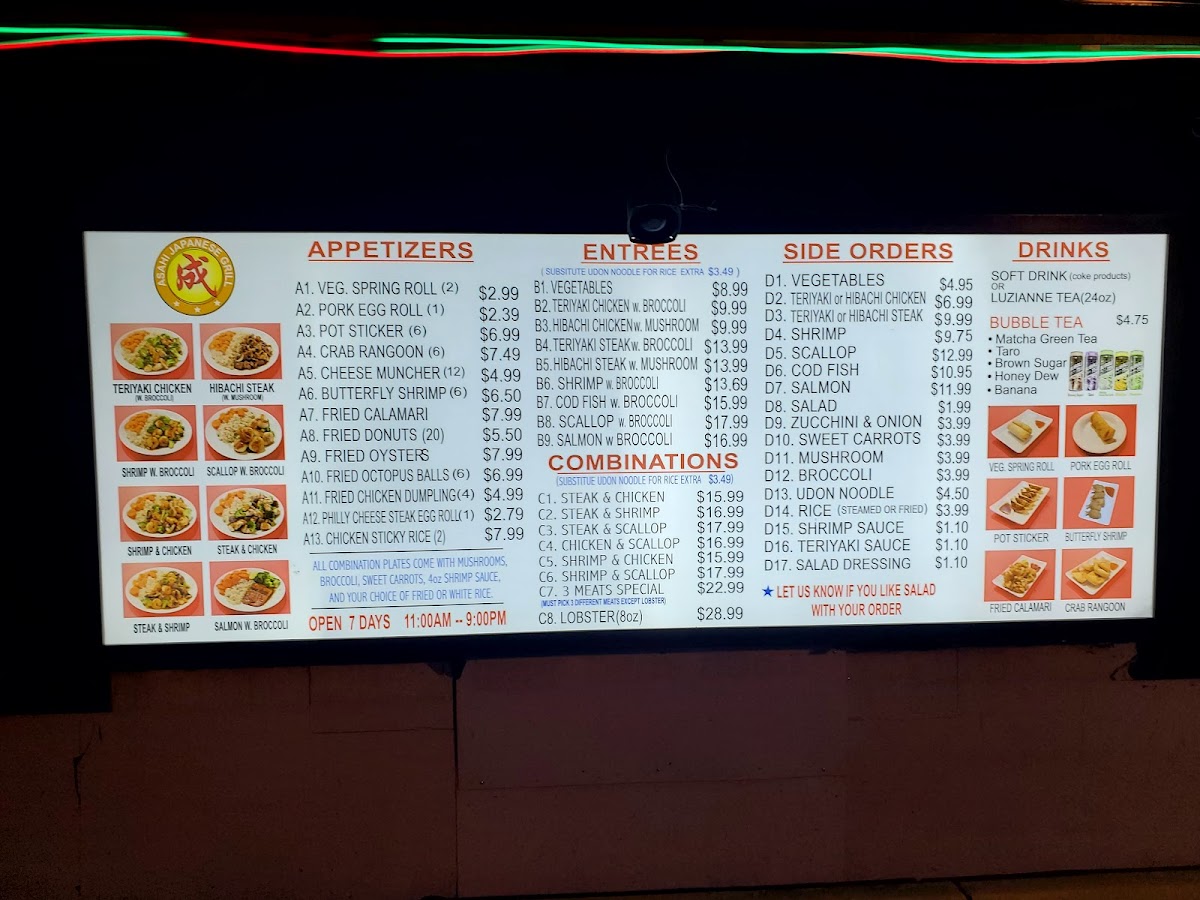 ASAHI JAPANESE GRILL
成
TERIYAKI CHICKEN
(W. BROCCOLI)
HIBACHI STEAK
(W. MUSHROOM)
SHRIMP W. BROCCOLI
SCALLOP W. BROCCOLI
SHRIMP & CHICKEN
STEAK & CHICKEN
STEAK & SHRIMP
SALMON W. BROCCOLI
APPETIZERS
A1. VEG. SPRING ROLL (2) $2.99
A2. PORK EGG ROLL (1) $2.39
A3. POT STICKER (6) $6.99
A4. CRAB RANGOON (6) $7.49
A5. CHEESE MUNCHER (12) $4.99
A6. BUTTERFLY SHRIMP (6) $6.50
A7. FRIED CALAMARI $7.99
A8. FRIED DONUTS (20) $5.50
A9. FRIED OYSTERS $7.99
A10. FRIED OCTOPUS BALLS (6) $6.99
A11. FRIED CHICKEN DUMPLING(4) $4.99
A12. PHILLY CHEESE STEAK EGG ROLL(1) $2.79
A13. CHICKEN STICKY RICE (2) $7.99
ALL COMBINATION PLATES COME WITH MUSHROOMS,
BROCCOLI, SWEET CARROTS, 4oz SHRIMP SAUCE,
AND YOUR CHOICE OF FRIED OR WHITE RICE.
OPEN 7 DAYS 11:00AM -- 9:00PM
ENTREES
( SUBSTITUTE UDON NOODLE FOR RICE EXTRA $3.49 )
B1. VEGETABLES $8.99
B2. TERIYAKI CHICKEN w. BROCCOLI $9.99
B3. HIBACHI CHICKEN w. MUSHROOM $9.99
B4. TERIYAKI STEAK w. BROCCOLI $13.99
B5. HIBACHI STEAK w. MUSHROOM $13.99
B6. SHRIMP w. BROCCOLI $13.69
B7. COD FISH w. BROCCOLI $15.99
B8. SCALLOP w. BROCCOLI $17.99
B9. SALMON w BROCCOLI $16.99
COMBINATIONS
(SUBSTITUE UDON NOODLE FOR RICE EXTRA $3.49)
C1. STEAK & CHICKEN $15.99
C2. STEAK & SHRIMP $16.99
C3. STEAK & SCALLOP $17.99
C4. CHICKEN & SCALLOP $16.99
C5. SHRIMP & CHICKEN $15.99
C6. SHRIMP & SCALLOP $17.99
C7. 3 MEATS SPECIAL $22.99
(MUST PICK 3 DIFFERENT MEATS EXCEPT LOBSTER)
C8. LOBSTER(8oz) $28.99
SIDE ORDERS
D1. VEGETABLES $4.95
D2. TERIYAKI or HIBACHI CHICKEN $6.99
D3. TERIYAKI or HIBACHI STEAK $9.99
D4. SHRIMP $9.75
D5. SCALLOP $12.99
D6. COD FISH $10.95
D7. SALMON $11.99
D8. SALAD $1.99
D9. ZUCCHINI & ONION $3.99
D10. SWEET CARROTS $3.99
D11. MUSHROOM $3.99
D12. BROCCOLI $3.99
D13. UDON NOODLE $4.50
D14. RICE (STEAMED OR FRIED) $3.99
D15. SHRIMP SAUCE $1.10
D16. TERIYAKI SAUCE $1.10
D17. SALAD DRESSING $1.10
★ LET US KNOW IF YOU LIKE SALAD
WITH YOUR ORDER
DRINKS
SOFT DRINK (coke products)
OR
LUZIANNE TEA(24oz)
BUBBLE TEA $4.75
• Matcha Green Tea
• Taro
• Brown Sugar
• Honey Dew
• Banana
VEG. SPRING ROLL
PORK EGG ROLL
POT STICKER
BUTTERFLY SHRIMP
FRIED CALAMARI
CRAB RANGOON